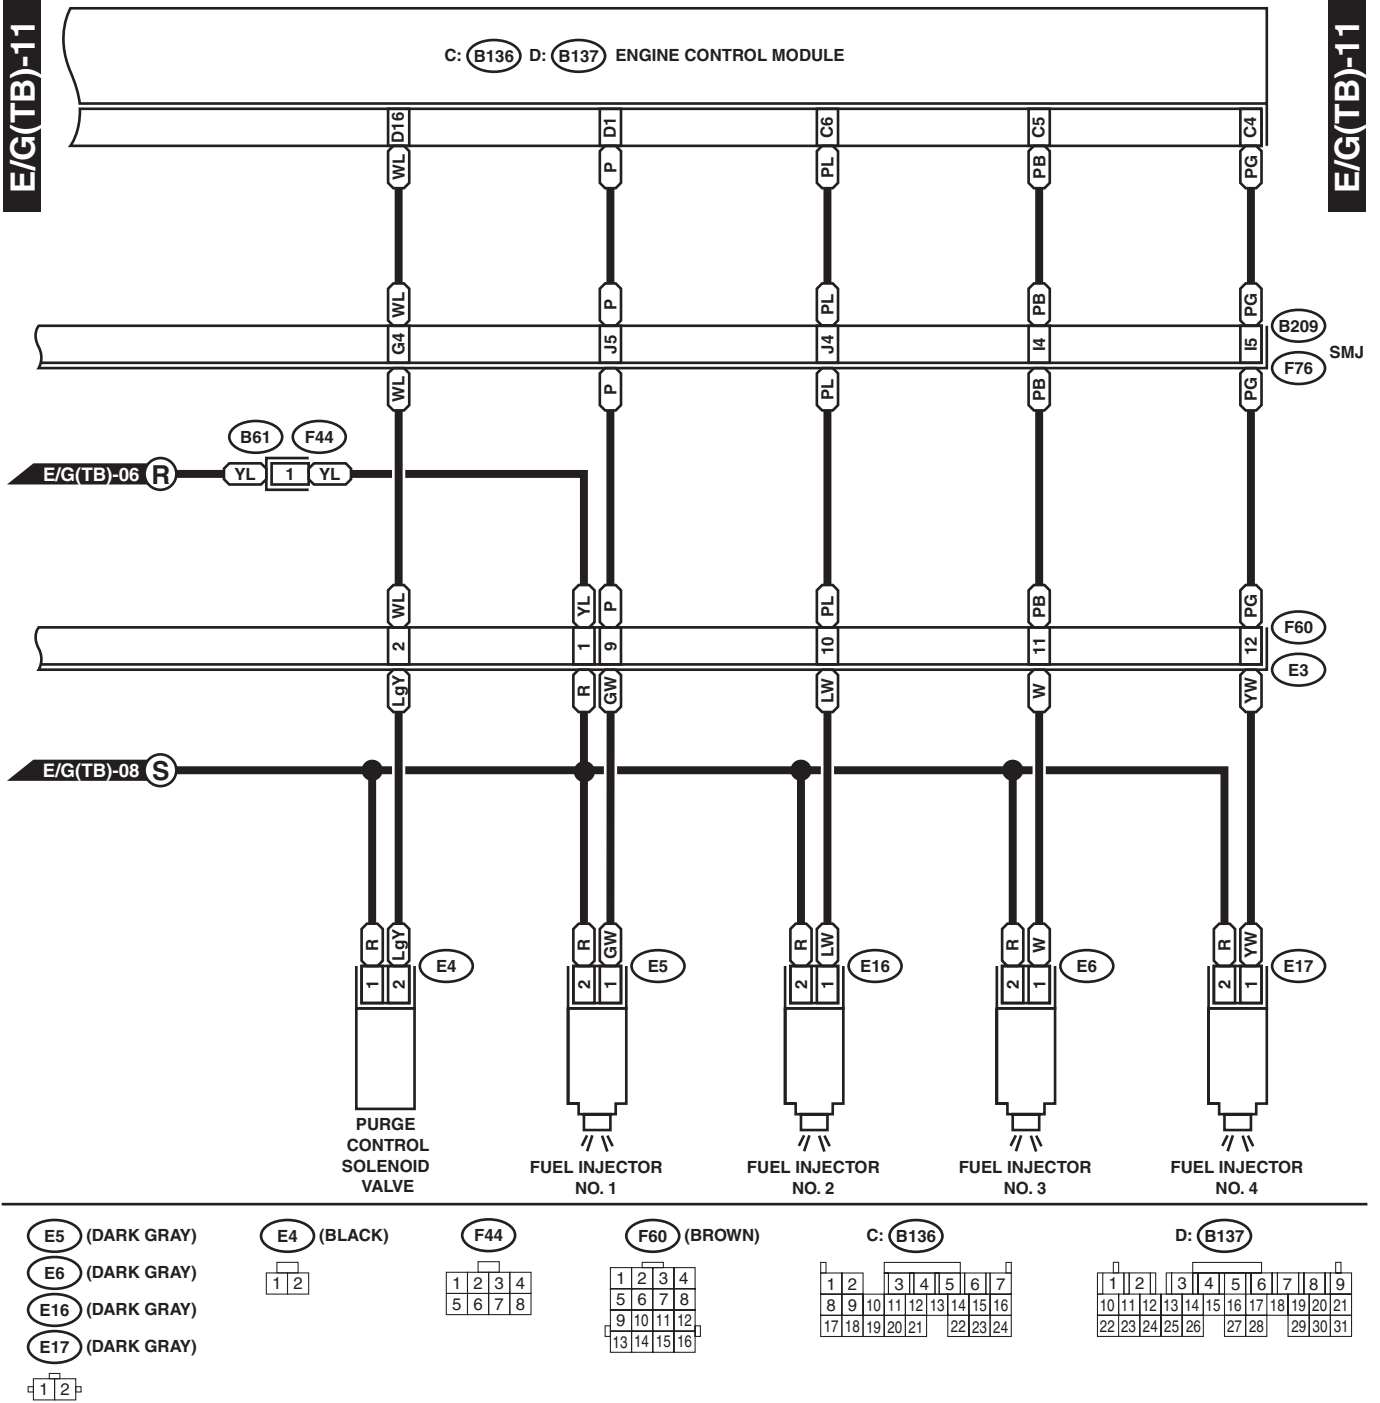 E/G(TB)-11
E/G(TB)-11
C: B136 D: B137 ENGINE CONTROL MODULE
D16 D1 C6 C5 C4
WL P PL PB PG
WL P PL PB PG
B209
G4 J5 J4 I4 I5
SMJ
F76
WL P PL PB PG
B61 F44
E/G(TB)-06 R YL 1 YL
WL YL P PL PB PG
F60
2 1 9 10 11 12
E3
LgY R GW LW W YW
E/G(TB)-08 S
R LgY R GW R LW R W R YW
E4 E5 E16 E6 E17
1 2 2 1 2 1 2 1 2 1
PURGE
CONTROL
SOLENOID
VALVE
FUEL INJECTOR
NO. 1
FUEL INJECTOR
NO. 2
FUEL INJECTOR
NO. 3
FUEL INJECTOR
NO. 4
E5 (DARK GRAY)
E6 (DARK GRAY)
E16 (DARK GRAY)
E17 (DARK GRAY)
1 2
E4 (BLACK)
1 2
F44
1 2 3 4
5 6 7 8
F60 (BROWN)
1 2 3 4
5 6 7 8
9 10 11 12
13 14 15 16
C: B136
1 2 3 4 5 6 7
8 9 10 11 12 13 14 15 16
17 18 19 20 21 22 23 24
D: B137
1 2 3 4 5 6 7 8 9
10 11 12 13 14 15 16 17 18 19 20 21
22 23 24 25 26 27 28 29 30 31